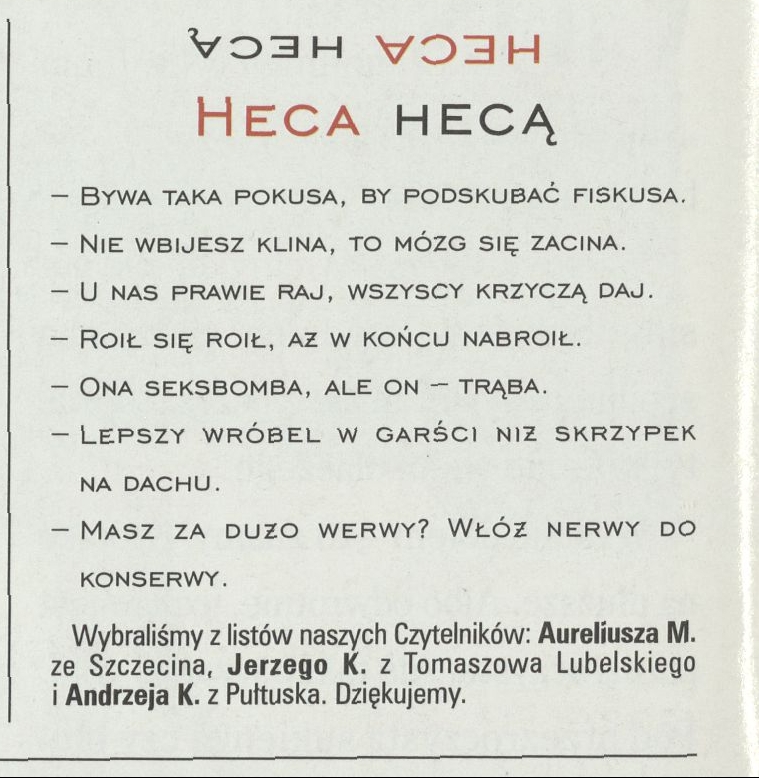 HECA HECĄ
HECA HECĄ
– BYWA TAKA POKUSA, BY PODSKUBAĆ FISKUSA.
– NIE WBIJESZ KLINA, TO MÓZG SIĘ ZACINA.
– U NAS PRAWIE RAJ, WSZYSCY KRZYCZĄ DAJ.
– ROIŁ SIĘ ROIŁ, AŻ W KOŃCU NABROIŁ.
– ONA SEKSBOMBA, ALE ON – TRĄBA.
– LEPSZY WRÓBEL W GARŚCI NIŻ SKRZYPEK
NA DACHU.
– MASZ ZA DUŻO WERWY? WŁÓŻ NERWY DO
KONSERWY.
Wybraliśmy z listów naszych Czytelników: Aureliusza M.
ze Szczecina, Jerzego K. z Tomaszowa Lubelskiego
i Andrzeja K. z Pułtuska. Dziękujemy.